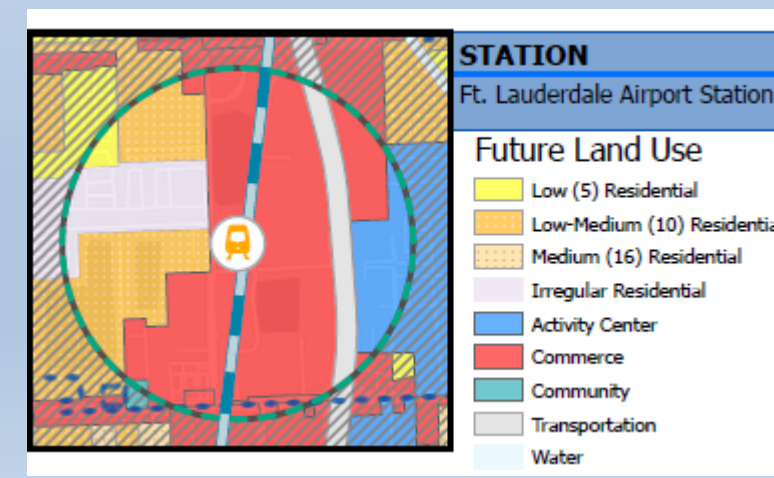 STATION
Ft. Lauderdale Airport Station
Future Land Use
Low (5) Residential
Low-Medium (10) Residentia
Medium (16) Residential
Irregular Residential
Activity Center
Commerce
Community
Transportation
Water